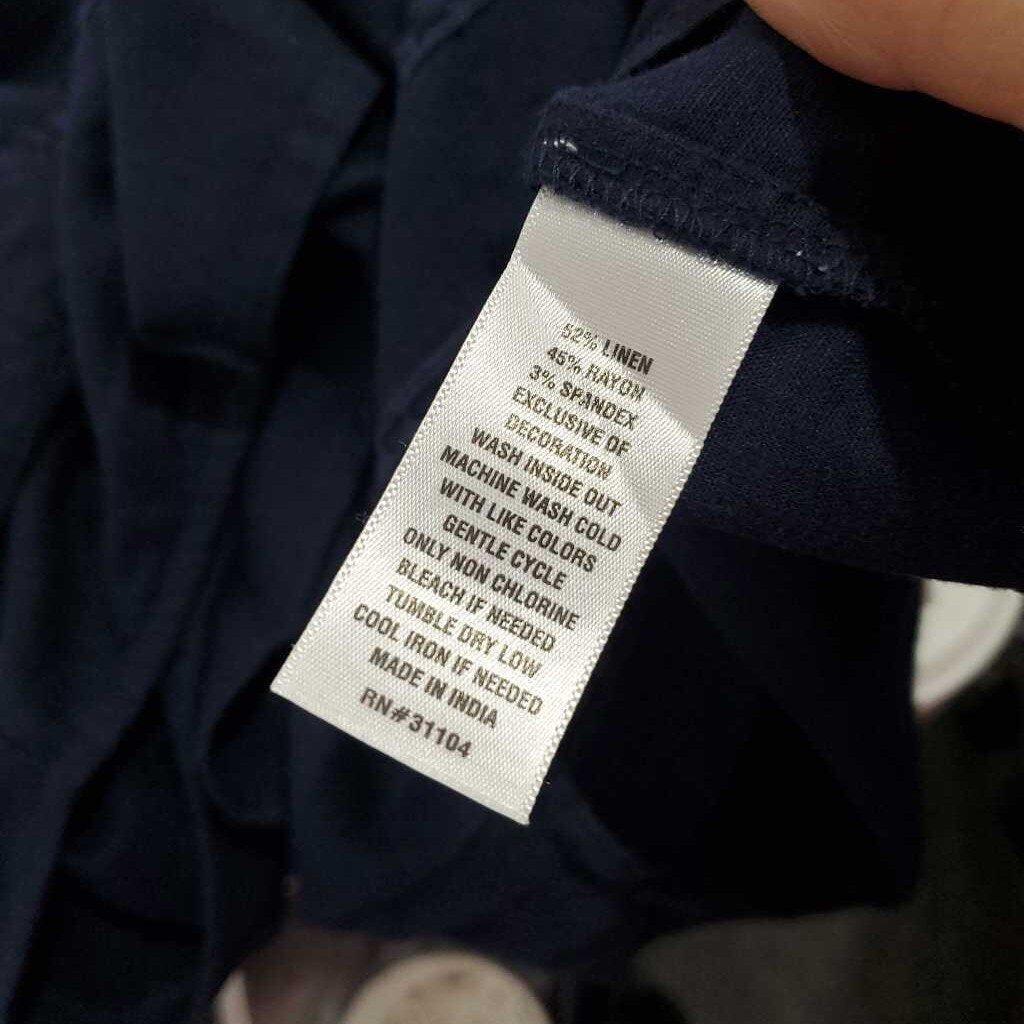 52% LINEN
45% RAYON
3% SPANDEX
EXCLUSIVE OF
DECORATION
WASH INSIDE OUT
MACHINE WASH COLD
WITH LIKE COLORS
GENTLE CYCLE
ONLY NON CHLORINE
BLEACH IF NEEDED
TUMBLE DRY LOW
COOL IRON IF NEEDED
MADE IN INDIA
RN#31104